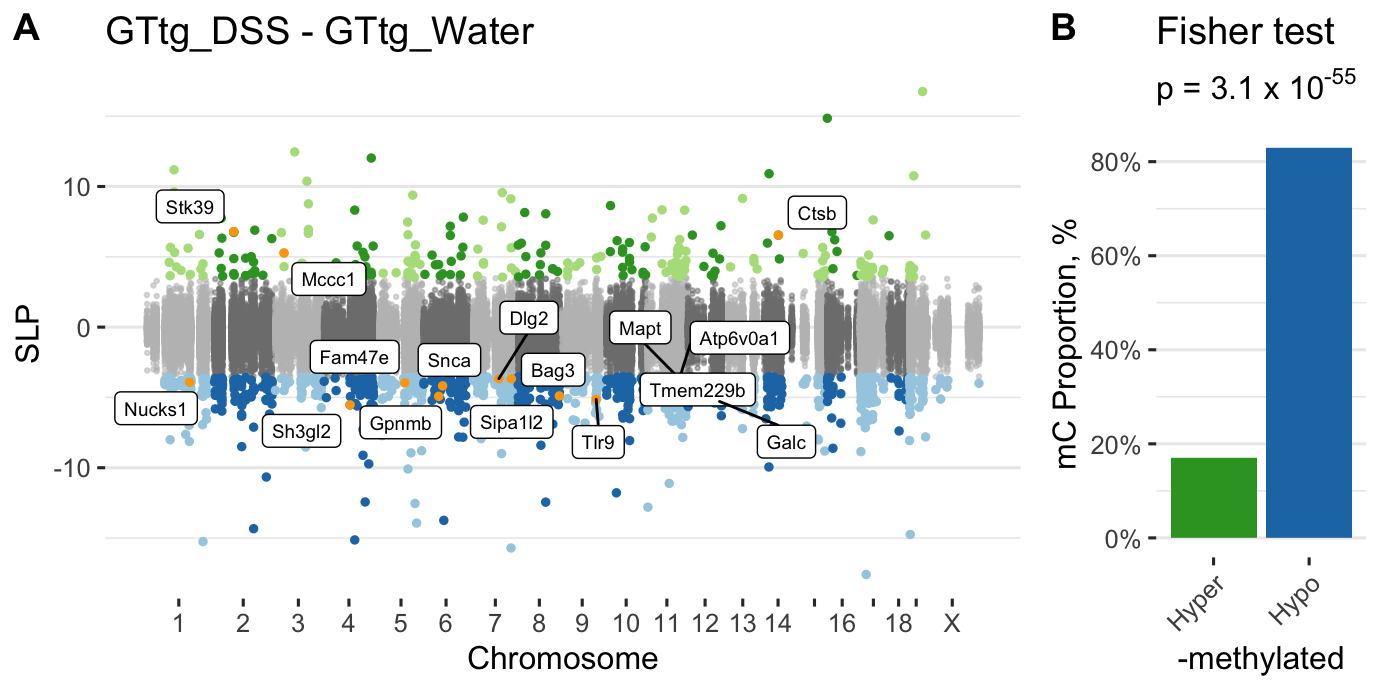 A
GTtg_DSS - GTtg_Water
SLP
10
0
-10
Stk39
Ctsb
Mccc1
Dlg2
Mapt
Atp6v0a1
Fam47e
Snca
Bag3
Tmem229b
Nucks1
Sh3gl2
Gpnmb
Sipa1l2
Tlr9
Galc
1 2 3 4 5 6 7 8 9 10 11 12 13 14 16 18 X
Chromosome
B
Fisher test
p = 3.1 x 10-55
mC Proportion, %
80%
60%
40%
20%
0%
Hyper
Hypo
-methylated